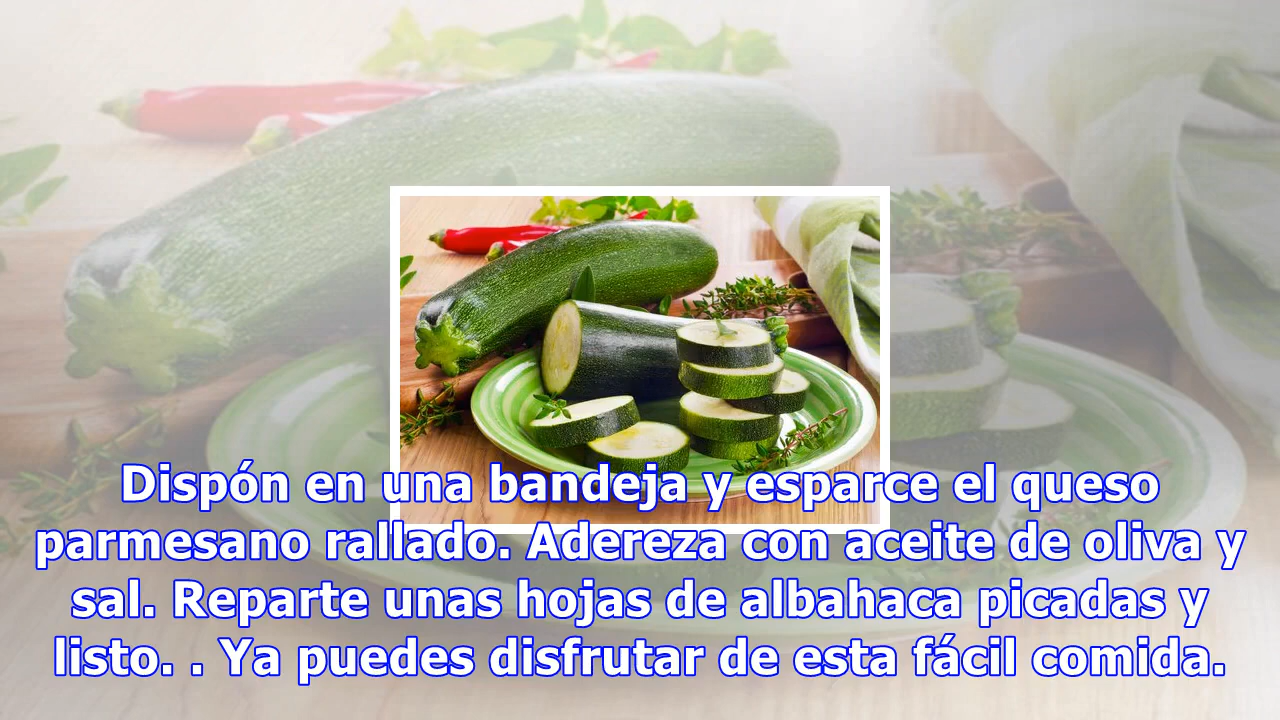 Dispón en una bandeja y esparce el queso
parmesano rallado. Adereza con aceite de oliva y
sal. Reparte unas hojas de albahaca picadas y
listo. . Ya puedes disfrutar de esta fácil comida.